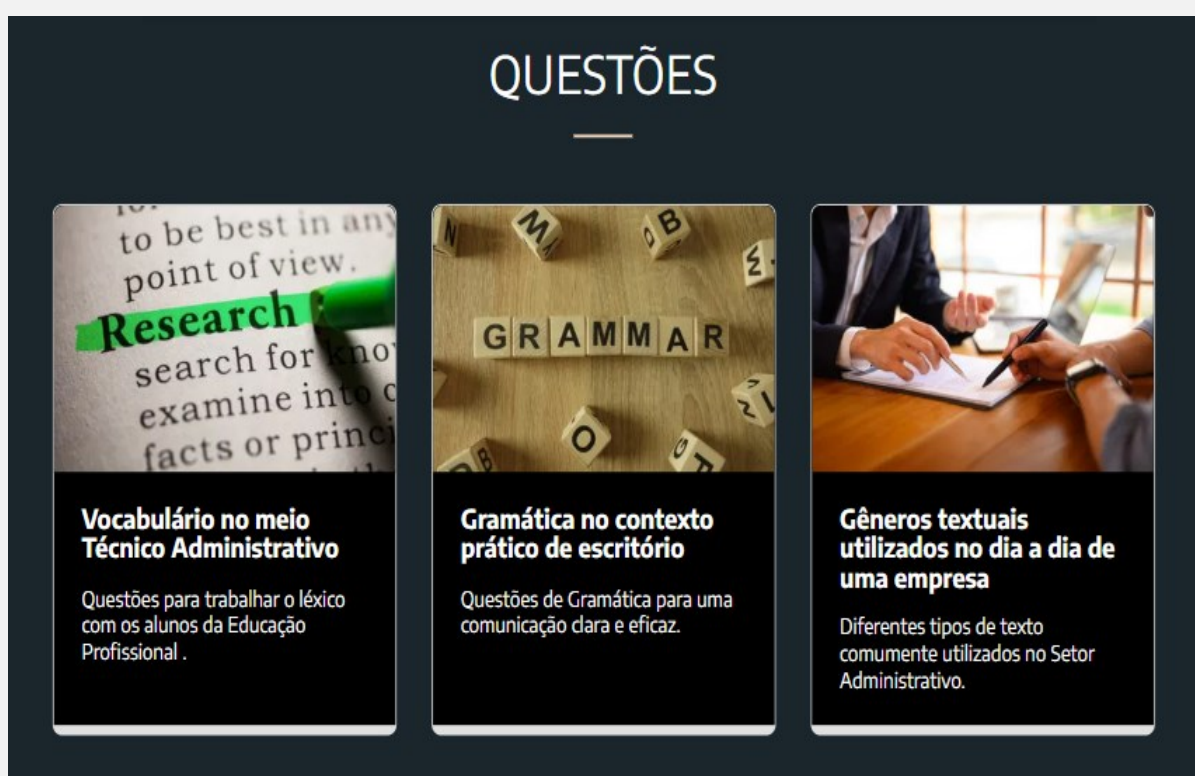 QUESTÕES
to be best in any
point of view.
Research
search for kno
examine into
facts or princi
GRAMMAR
Vocabulário no meio
Técnico Administrativo
Questões para trabalhar o léxico
com os alunos da Educação
Profissional .
Gramática no contexto
prático de escritório
Questões de Gramática para uma
comunicação clara e eficaz.
Gêneros textuais
utilizados no dia a dia de
uma empresa
Diferentes tipos de texto
comumente utilizados no Setor
Administrativo.